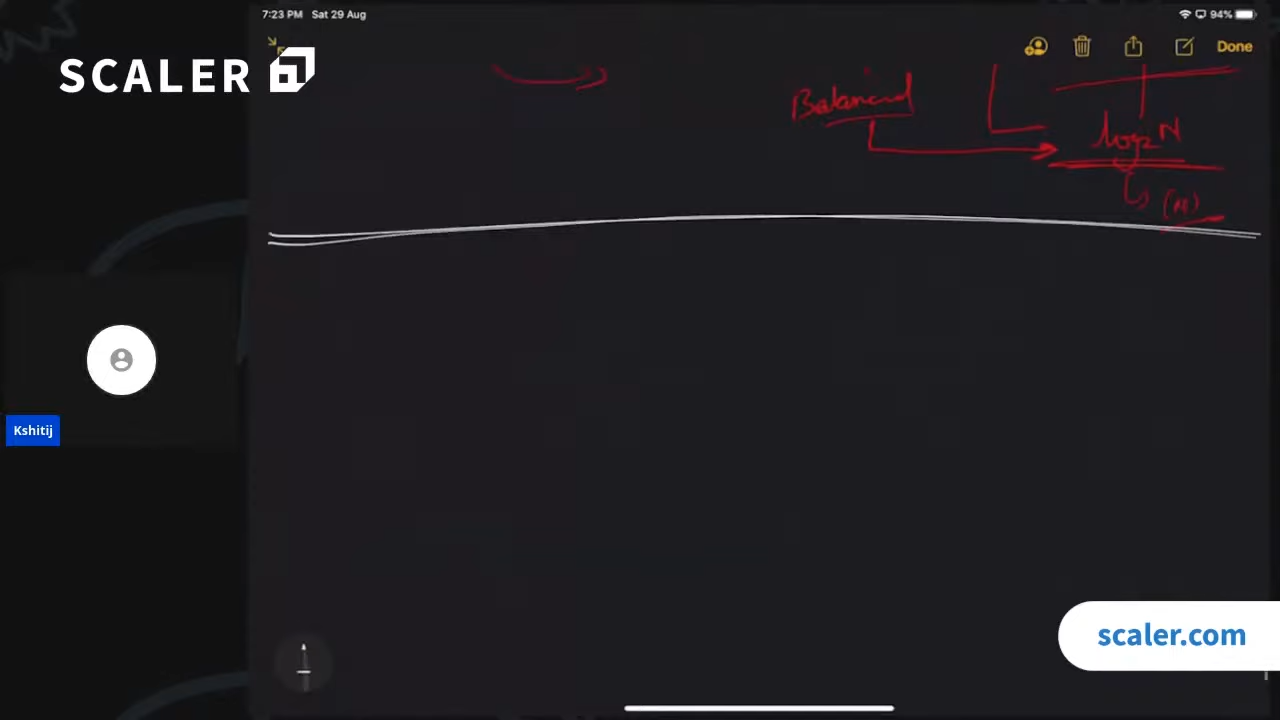 7:23 PM Sat 29 Aug
94%
SCALER
Done
Balanced
log₂N
(N)
Kshitij
scaler.com